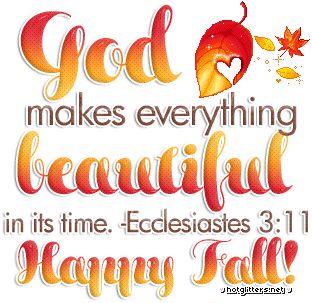 God
makes everything
beautiful
in its time. -Ecclesiastes 3:11
Happy Fall!
hotglitters.net